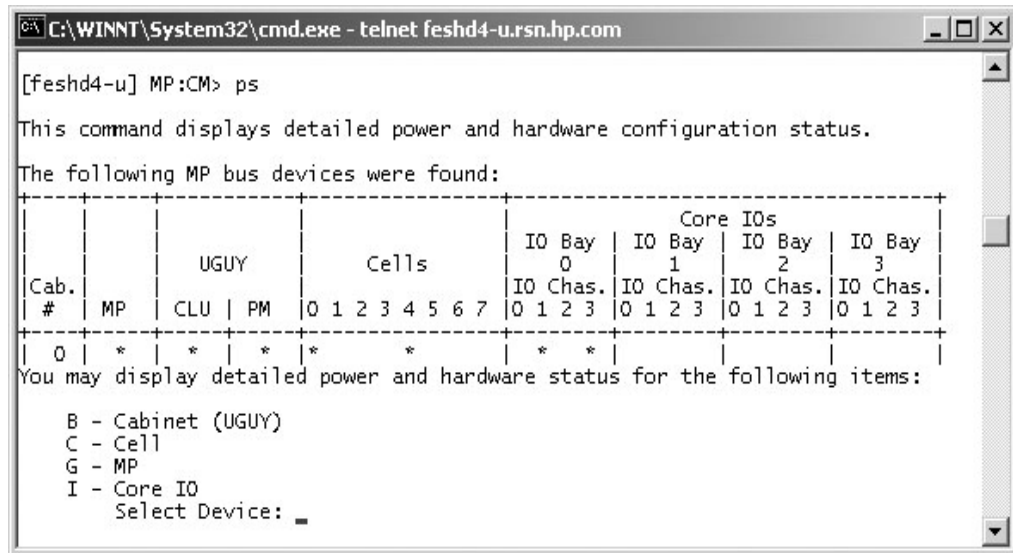 C:\WINNT\System32\cmd.exe - telnet feshd4-u.rsn.hp.com
[feshd4-u] MP:CM> ps
This command displays detailed power and hardware configuration status.
The following MP bus devices were found:
+----+-----+-----------+----------------+-----------------------------------+
|    |     |           |                |             Core IOs              |
|    |     |           |                | IO Bay | IO Bay | IO Bay | IO Bay |
|    |     |   UGUY    |     Cells      |   0    |   1    |   2    |   3    |
|Cab.|     |           |                |IO Chas.|IO Chas.|IO Chas.|IO Chas.|
| #  | MP  | CLU | PM  |0 1 2 3 4 5 6 7 |0 1 2 3 |0 1 2 3 |0 1 2 3 |0 1 2 3 |
+----+-----+-----+-----+----------------+--------+--------+--------+--------+
| 0  |  *  |  *  |  *  |*       *       |  *   * |        |        |        |
You may display detailed power and hardware status for the following items:
B - Cabinet (UGUY)
C - Cell
G - MP
I - Core IO
Select Device: _